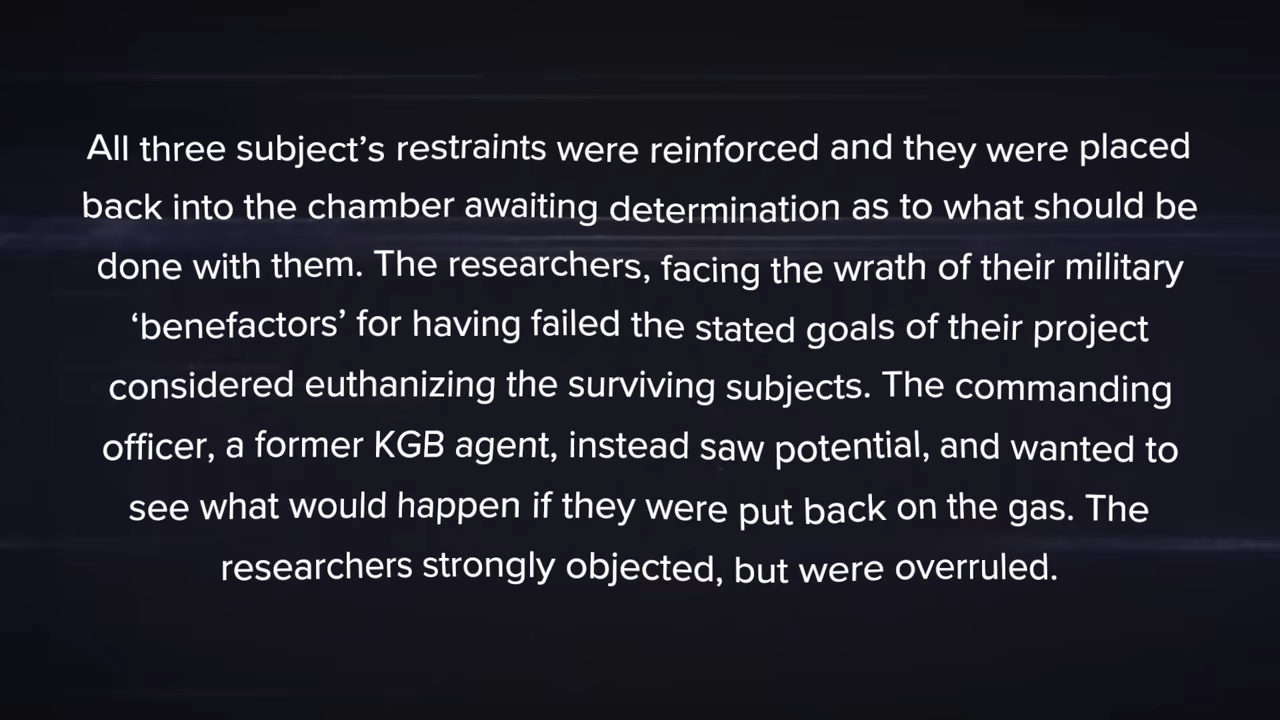 All three subject’s restraints were reinforced and they were placed
back into the chamber awaiting determination as to what should be
done with them. The researchers, facing the wrath of their military
‘benefactors’ for having failed the stated goals of their project
considered euthanizing the surviving subjects. The commanding
officer, a former KGB agent, instead saw potential, and wanted to
see what would happen if they were put back on the gas. The
researchers strongly objected, but were overruled.